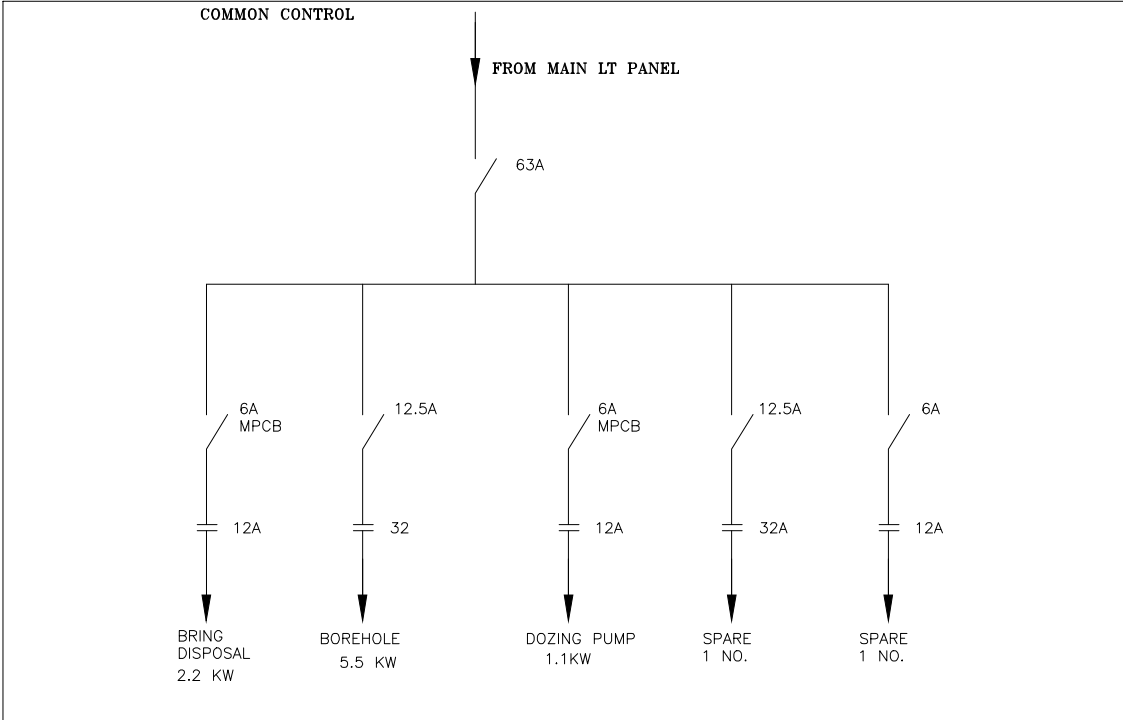 COMMON CONTROL
FROM MAIN LT PANEL
63A
6A
MPCB
12.5A
6A
MPCB
12.5A
6A
12A
32
12A
32A
12A
BRING
DISPOSAL
2.2 KW
BOREHOLE
5.5 KW
DOZING PUMP
1.1KW
SPARE
1 NO.
SPARE
1 NO.